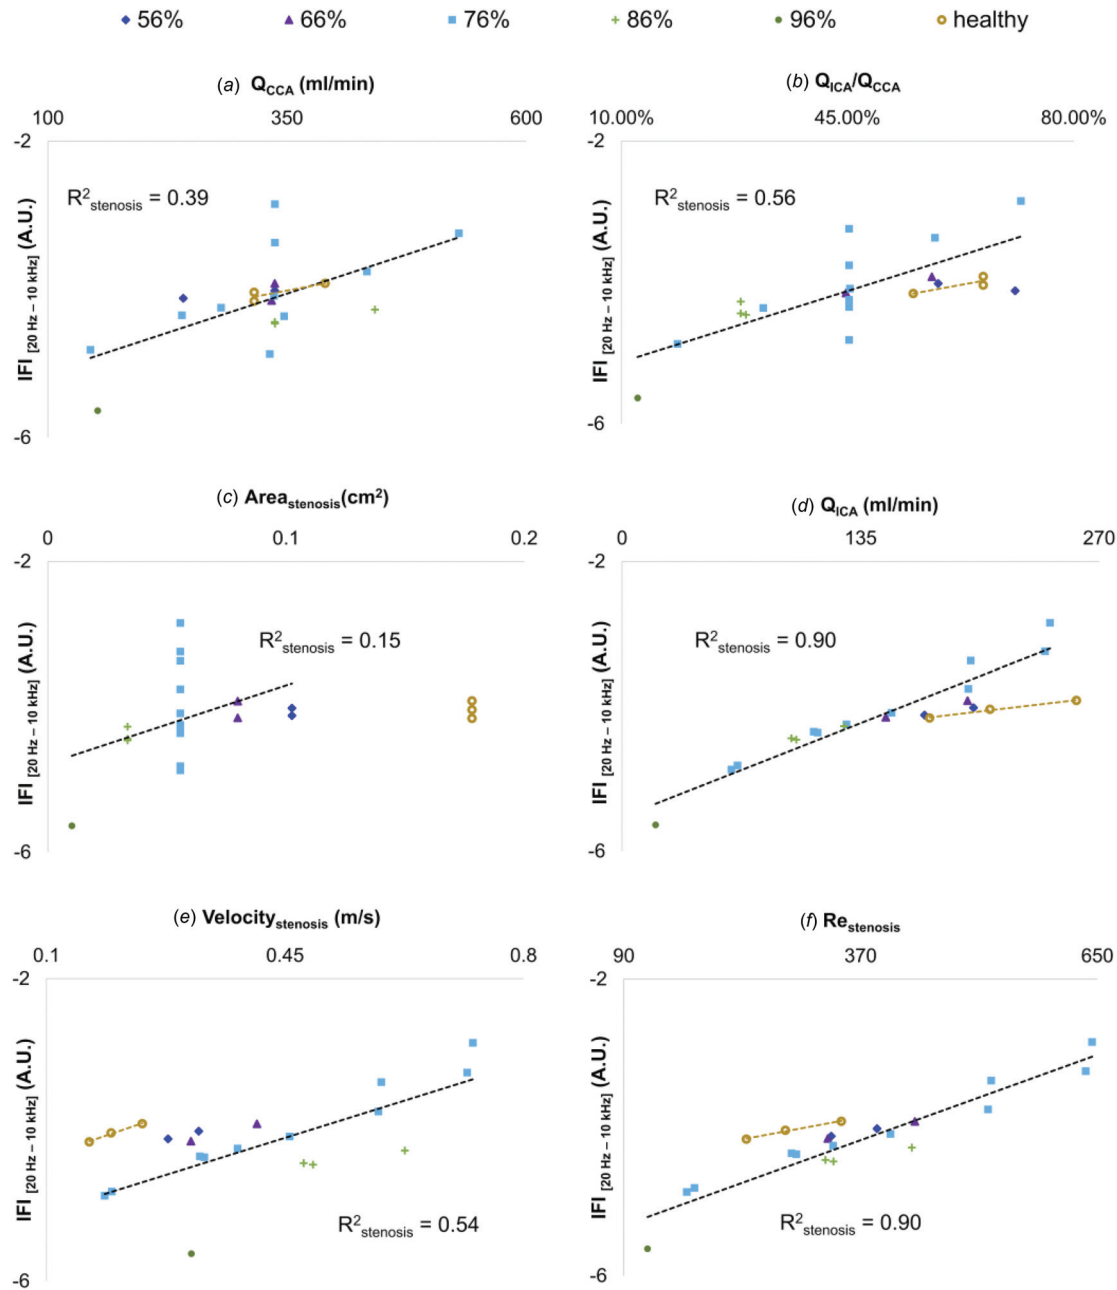 56% 66% 76% 86% 96% healthy
(a) QCCA (ml/min)
100 350 600
-2
R2stenosis = 0.39
IFI [20 Hz – 10 kHz] (A.U.)
-6
(b) QICA/QCCA
10.00% 45.00% 80.00%
-2
R2stenosis = 0.56
IFI [20 Hz – 10 kHz] (A.U.)
-6
(c) Areastenosis(cm2)
0 0.1 0.2
-2
R2stenosis = 0.15
IFI [20 Hz – 10 kHz] (A.U.)
-6
(d) QICA (ml/min)
0 135 270
-2
R2stenosis = 0.90
IFI [20 Hz – 10 kHz] (A.U.)
-6
(e) Velocitystenosis (m/s)
0.1 0.45 0.8
-2
IFI [20 Hz – 10 kHz] (A.U.)
R2stenosis = 0.54
-6
(f) Restenosis
90 370 650
-2
IFI [20 Hz – 10 kHz] (A.U.)
R2stenosis = 0.90
-6